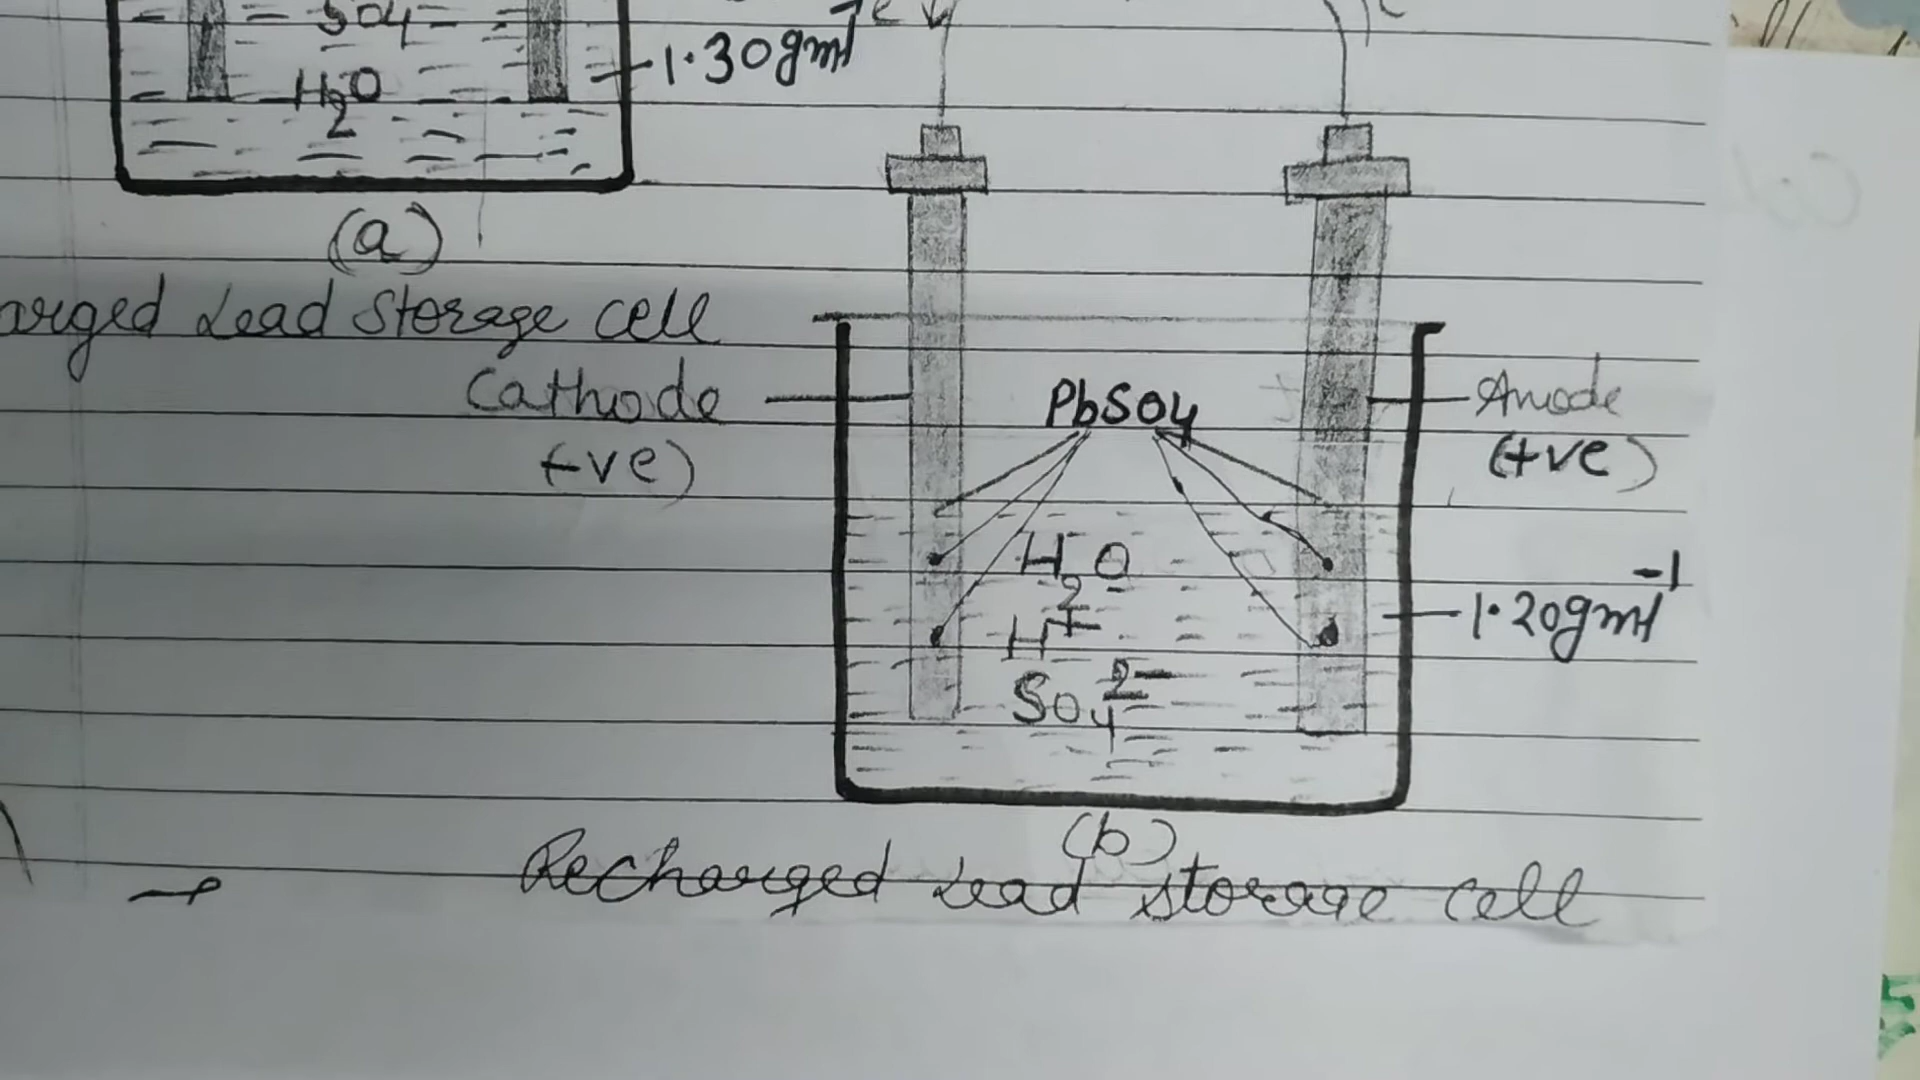 SO4
H2O
1.30gml
e
(a)
arged Lead Storage cell
Cathode
(-ve)
PbSO4
Anode
(+ve)
H2O
H+
SO4 2-
1.20gml-1
(b)
Recharged Lead storage cell